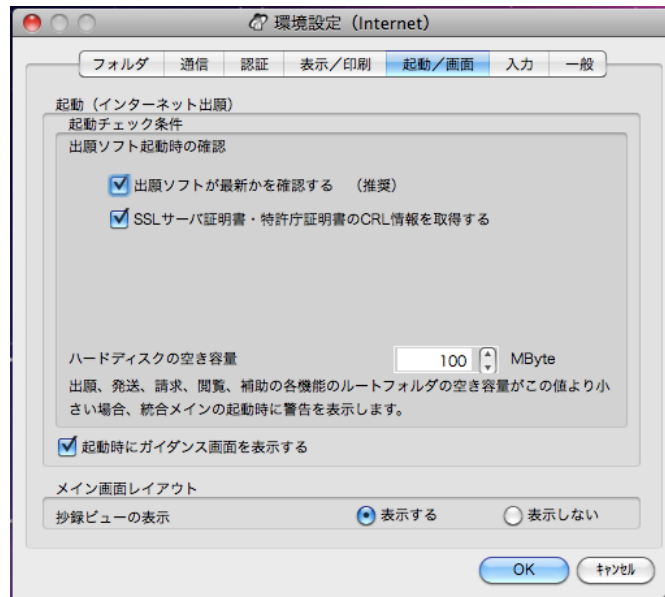 環境設定（Internet）
フォルダ 通信 認証 表示／印刷 起動／画面 入力 一般
起動（インターネット出願）
起動チェック条件
出願ソフト起動時の確認
出願ソフトが最新かを確認する （推奨）
SSLサーバ証明書・特許庁証明書のCRL情報を取得する
ハードディスクの空き容量 100 MByte
出願、発送、請求、閲覧、補助の各機能のルートフォルダの空き容量がこの値より小
さい場合、統合メインの起動時に警告を表示します。
起動時にガイダンス画面を表示する
メイン画面レイアウト
抄録ビューの表示 表示する 表示しない
OK ｷｬﾝｾﾙ